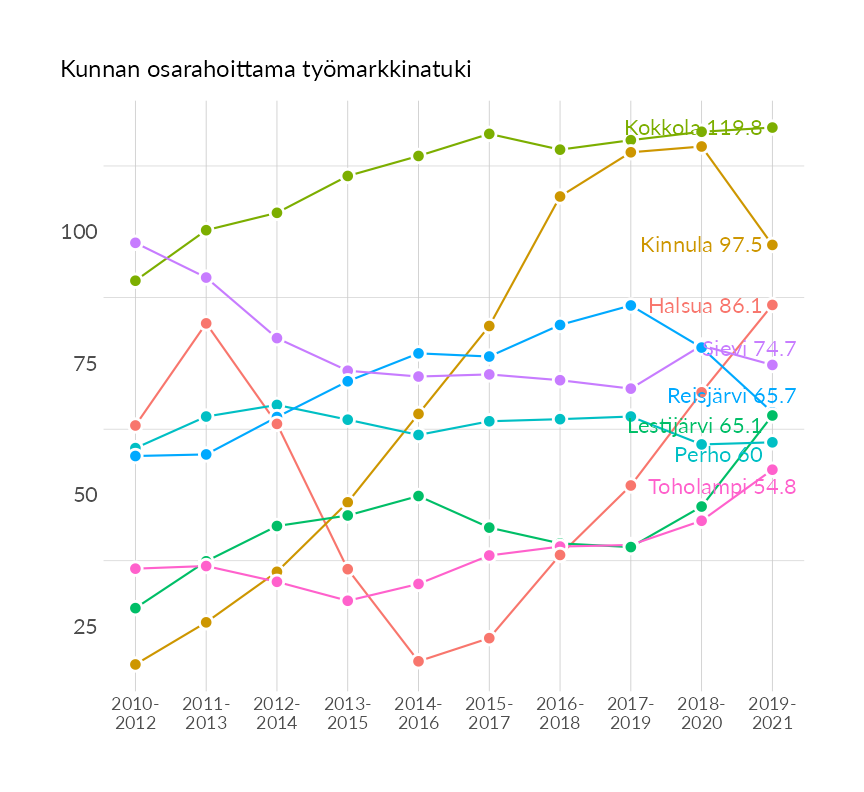 Kunnan osarahoittama työmarkkinatuki
Kokkola 119.8
100
Kinnula 97.5
Halsua 86.1
Sievi 74.7
75
Reisjärvi 65.7
Lestijärvi 65.1
Perho 60
Toholampi 54.8
50
25
2010-
2012
2011-
2013
2012-
2014
2013-
2015
2014-
2016
2015-
2017
2016-
2018
2017-
2019
2018-
2020
2019-
2021